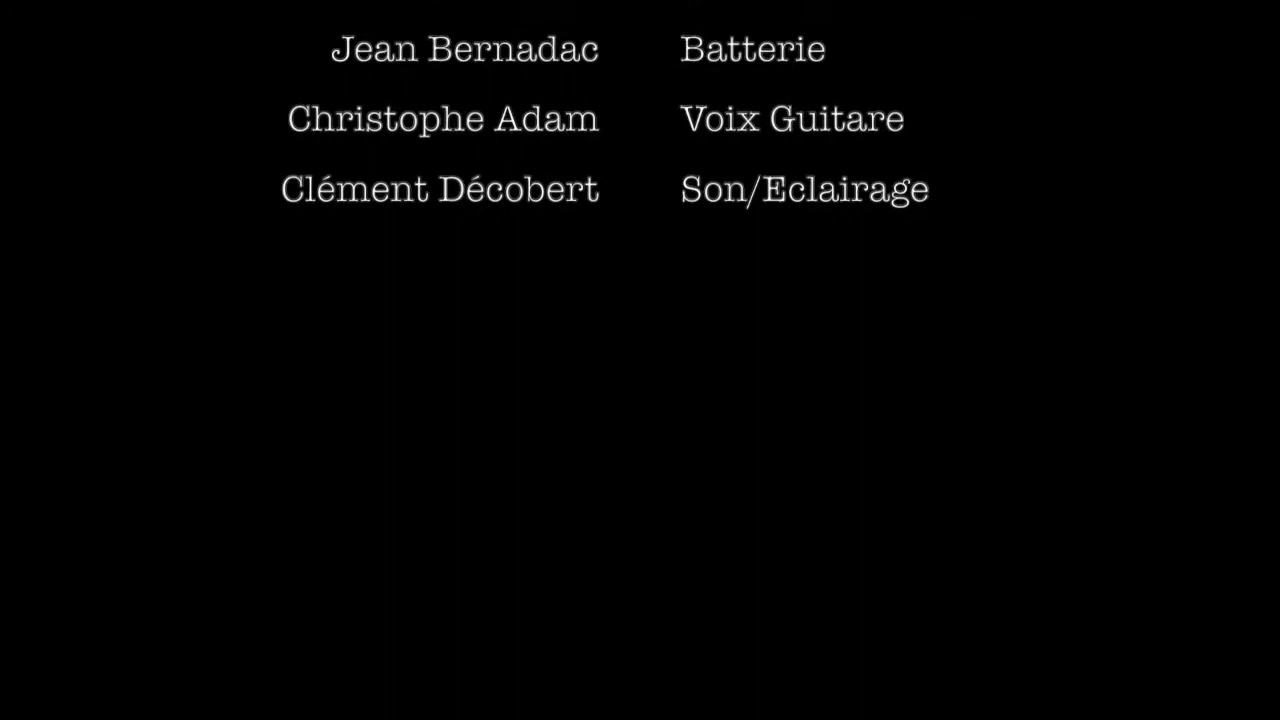 Jean Bernadac Batterie
Christophe Adam Voix Guitare
Clément Décobert Son/Eclairage